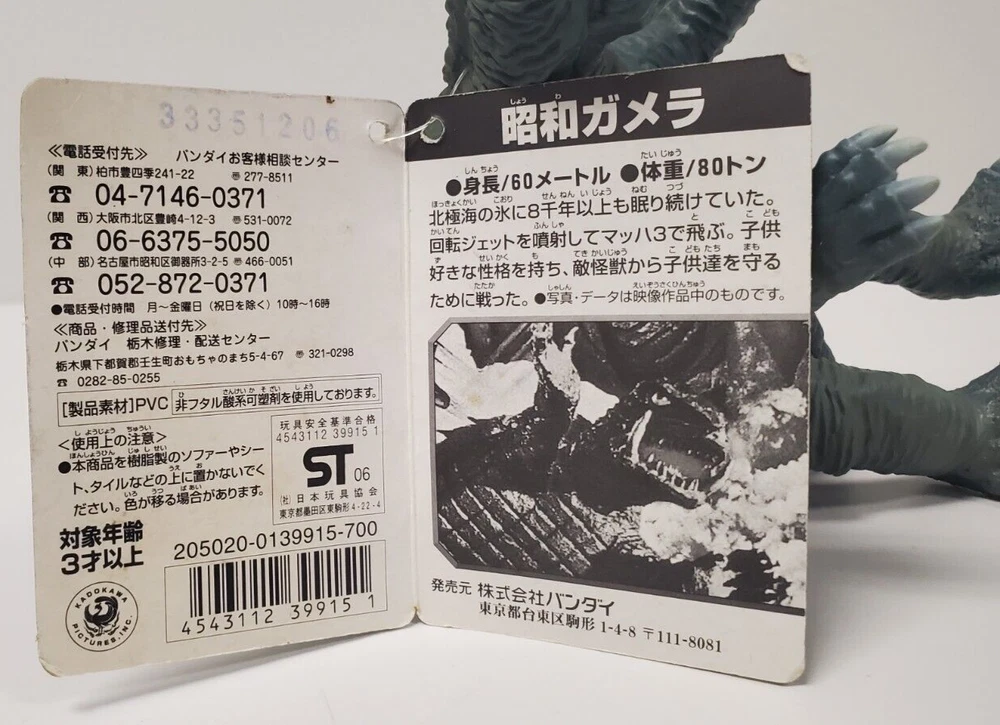 33351206
≪電話受付先≫ バンダイお客様相談センター
(関 東)柏市豊四季241-22 〠277-8511
☎ 04-7146-0371
(関 西)大阪市北区豊崎4-12-3 〠531-0072
☎ 06-6375-5050
(中 部)名古屋市昭和区御器所3-2-5 〠466-0051
☎ 052-872-0371
●電話受付時間 月〜金曜日(祝日を除く)10時〜16時
≪商品・修理品送付先≫
バンダイ 栃木修理・配送センター
栃木県下都賀郡壬生町おもちゃのまち5-4-67 〠321-0298
☎ 0282-85-0255
[製品素材]PVC 非フタル酸系可塑剤を使用しております。
<使用上の注意>
●本商品を樹脂製のソファーやシー
ト、タイルなどの上に置かないでく
ださい。色が移る場合があります。
対象年齢
3才以上
玩具安全基準合格
4543112 39915 1
ST 06
(社)日本玩具協会
東京都墨田区東駒形4-22-4
205020-0139915-700
4543112 399151
KADOKAWA PICTURES, INC.
昭和ガメラ
●身長/60メートル ●体重/80トン
北極海の氷に8千年以上も眠り続けていた。
回転ジェットを噴射してマッハ3で飛ぶ。子供
好きな性格を持ち、敵怪獣から子供達を守る
ために戦った。●写真・データは映像作品中のものです。
発売元 株式会社バンダイ
東京都台東区駒形1-4-8 〒111-8081